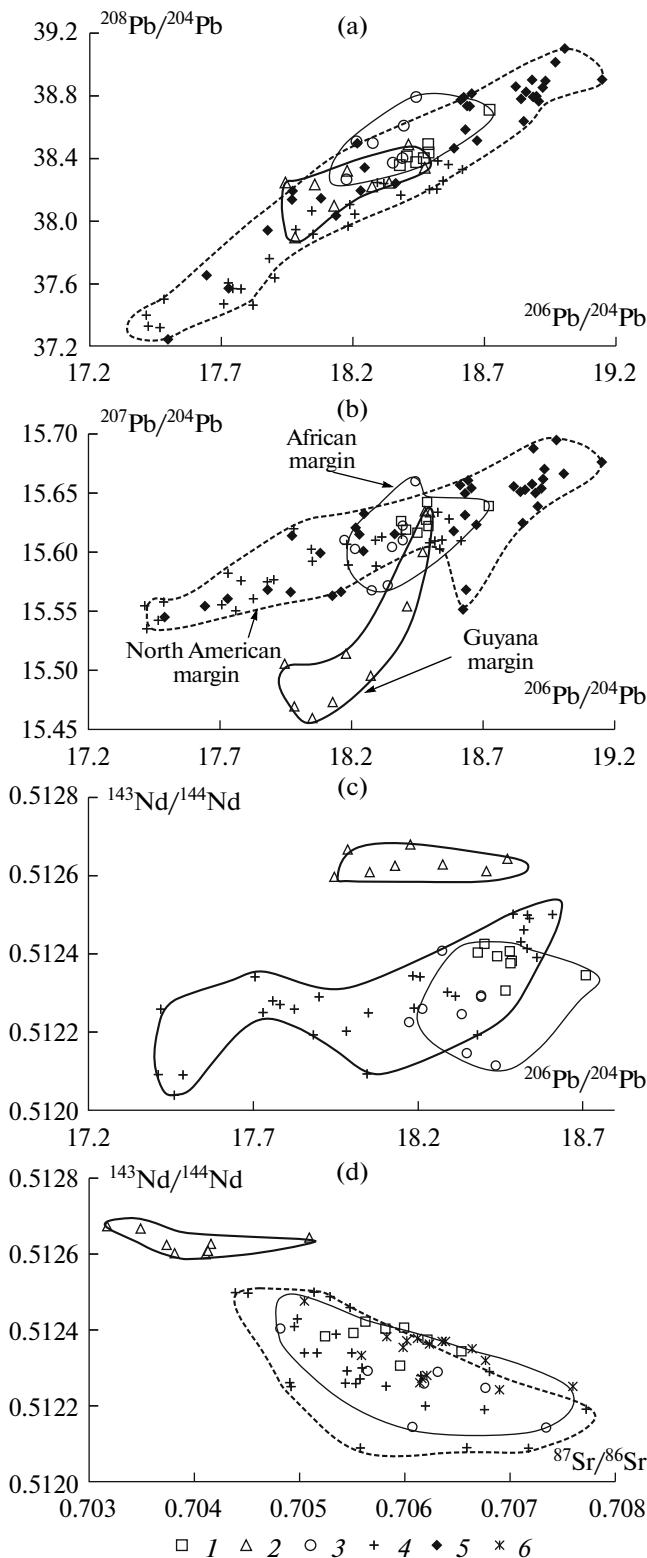 ²⁰⁸Pb/²⁰⁴Pb
(a)
39.2
38.8
38.4
38.0
37.6
37.2
²⁰⁶Pb/²⁰⁴Pb
17.2 17.7 18.2 18.7 19.2
²⁰⁷Pb/²⁰⁴Pb
(b)
15.70
15.65
15.60
15.55
15.50
15.45
African
margin
North American
margin
Guyana
margin
²⁰⁶Pb/²⁰⁴Pb
17.2 17.7 18.2 18.7 19.2
(c)
¹⁴³Nd/¹⁴⁴Nd
0.5128
0.5126
0.5124
0.5122
0.5120
²⁰⁶Pb/²⁰⁴Pb
17.2 17.7 18.2 18.7
¹⁴³Nd/¹⁴⁴Nd
(d)
0.5128
0.5126
0.5124
0.5122
0.5120
⁸⁷Sr/⁸⁶Sr
0.703 0.704 0.705 0.706 0.707 0.708
1 2 3 4 5 6